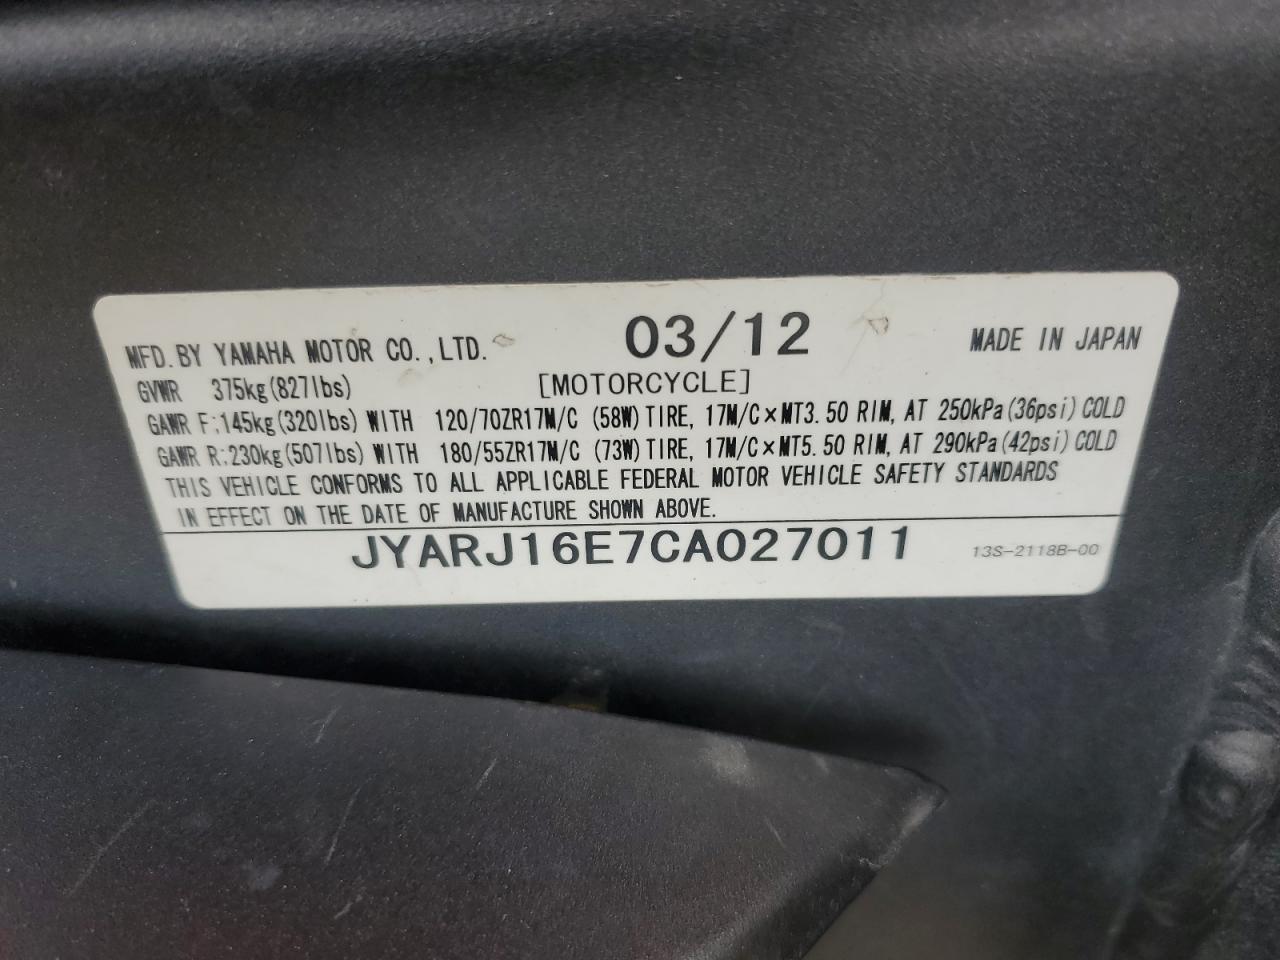 MFD. BY YAMAHA MOTOR CO., LTD. 03/12 MADE IN JAPAN
GVWR 375kg (827lbs) [MOTORCYCLE]
GAWR F:145kg (320lbs) WITH 120/70ZR17M/C (58W) TIRE, 17M/C×MT3.50 RIM, AT 250kPa (36psi) COLD
GAWR R:230kg (507lbs) WITH 180/55ZR17M/C (73W) TIRE, 17M/C×MT5.50 RIM, AT 290kPa (42psi) COLD
THIS VEHICLE CONFORMS TO ALL APPLICABLE FEDERAL MOTOR VEHICLE SAFETY STANDARDS
IN EFFECT ON THE DATE OF MANUFACTURE SHOWN ABOVE.
JYARJ16E7CA027011 13S-2118B-00